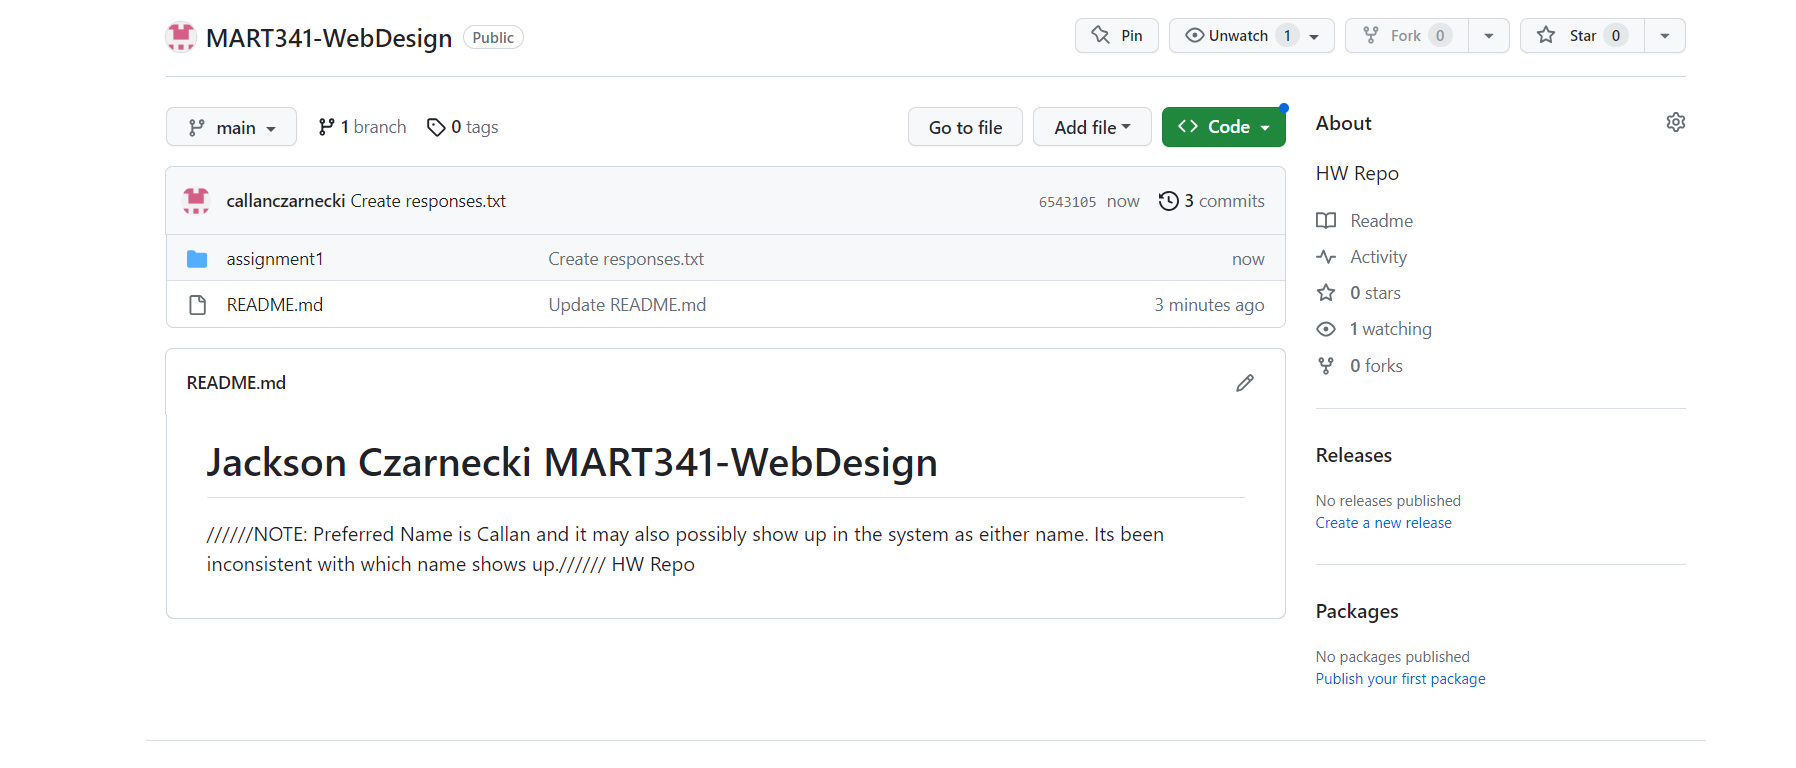 MART341-WebDesign Public Pin Unwatch 1 Fork 0 Star 0
main 1 branch 0 tags Go to file Add file Code
callanczarnecki Create responses.txt 6543105 now 3 commits
assignment1 Create responses.txt now
README.md Update README.md 3 minutes ago
README.md
Jackson Czarnecki MART341-WebDesign
//////NOTE: Preferred Name is Callan and it may also possibly show up in the system as either name. Its been
inconsistent with which name shows up.////// HW Repo
About
HW Repo
Readme
Activity
0 stars
1 watching
0 forks
Releases
No releases published
Create a new release
Packages
No packages published
Publish your first package